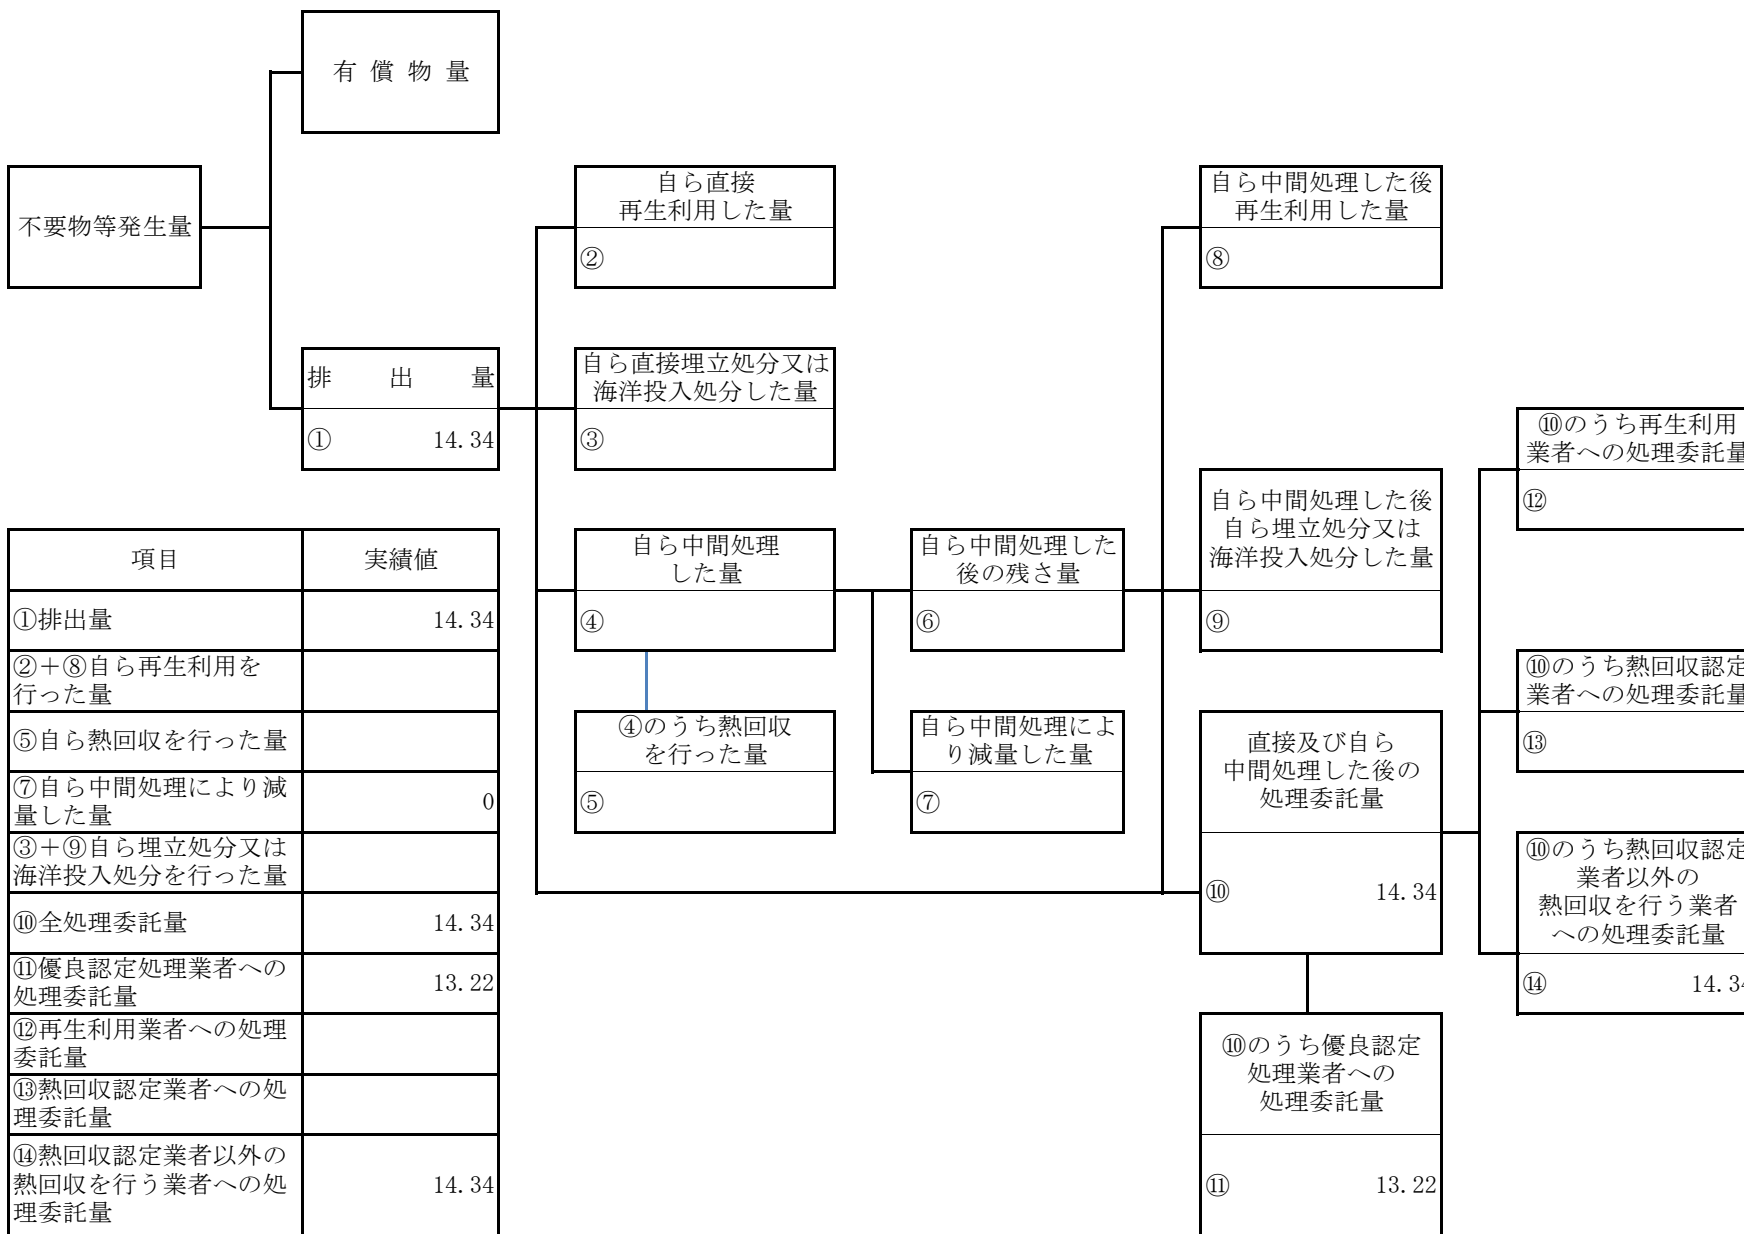 有償物量
不要物等発生量
自ら直接
再生利用した量
②
自ら中間処理した後
再生利用した量
⑧
排出量
① 14.34
自ら直接埋立処分又は
海洋投入処分した量
③
⑩のうち再生利用
業者への処理委託量
⑫
自ら中間処理
した量
④
自ら中間処理した
後の残さ量
⑥
自ら中間処理した後
自ら埋立処分又は
海洋投入処分した量
⑨
⑩のうち熱回収認定
業者への処理委託量
⑬
④のうち熱回収
を行った量
⑤
自ら中間処理によ
り減量した量
⑦
直接及び自ら
中間処理した後の
処理委託量
⑩ 14.34
⑩のうち熱回収認定
業者以外の
熱回収を行う業者
への処理委託量
⑭ 14.34
⑩のうち優良認定
処理業者への
処理委託量
⑪ 13.22
項目 実績値
①排出量 14.34
②＋⑧自ら再生利用を
行った量
⑤自ら熱回収を行った量
⑦自ら中間処理により減
量した量 0
③＋⑨自ら埋立処分又は
海洋投入処分を行った量
⑩全処理委託量 14.34
⑪優良認定処理業者への
処理委託量 13.22
⑫再生利用業者への処理
委託量
⑬熱回収認定業者への処
理委託量
⑭熱回収認定業者以外の
熱回収を行う業者への処
理委託量 14.34